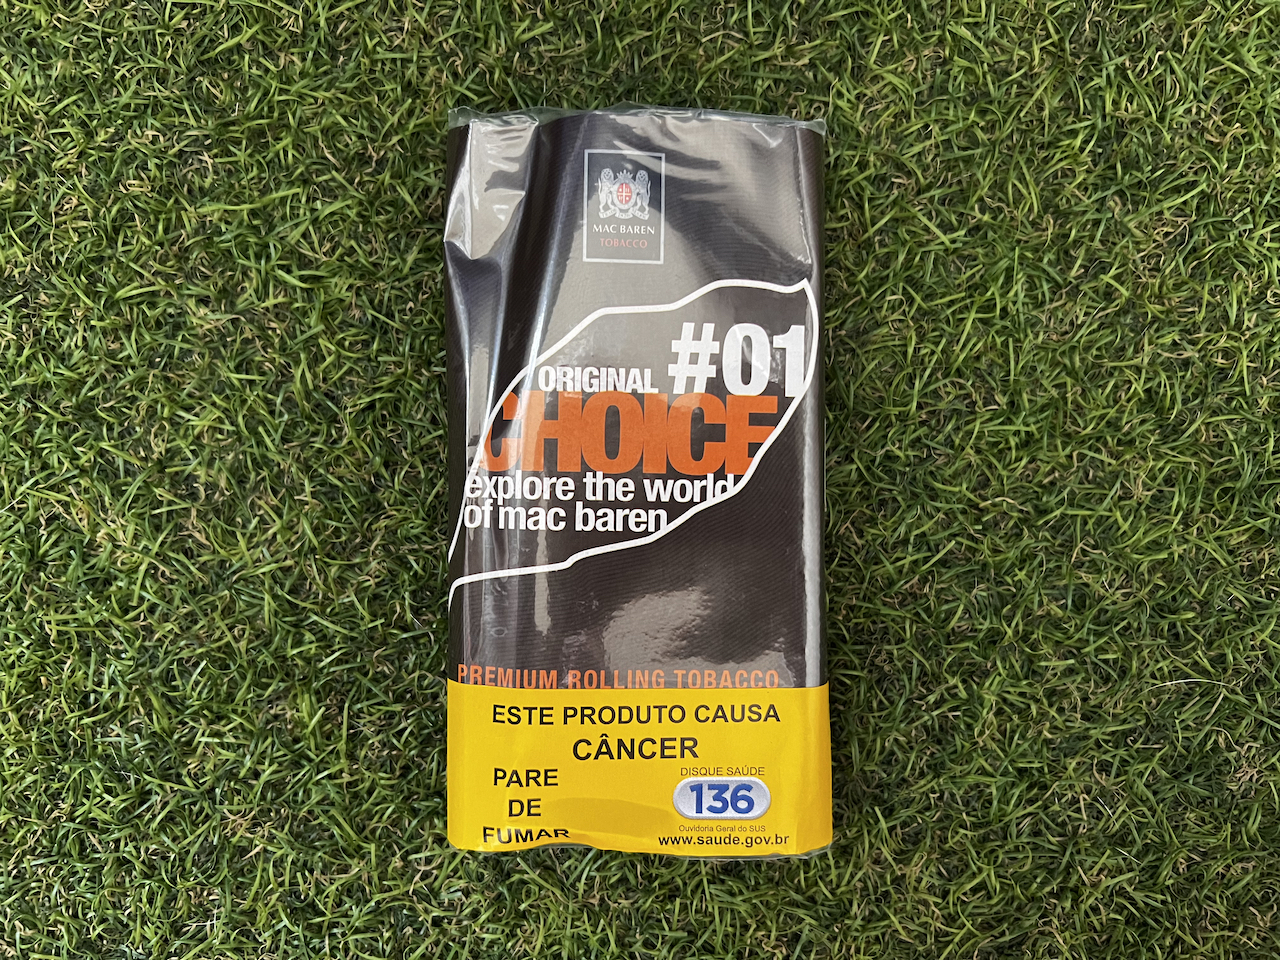 MAC BAREN
TOBACCO
#01
ORIGINAL
CHOICE
explore the world
of mac baren
PREMIUM ROLLING TOBACCO
ESTE PRODUTO CAUSA
CÂNCER
PARE
DE
FUMAR
DISQUE SAÚDE
136
Ouvidoria Geral do SUS
www.saude.gov.br